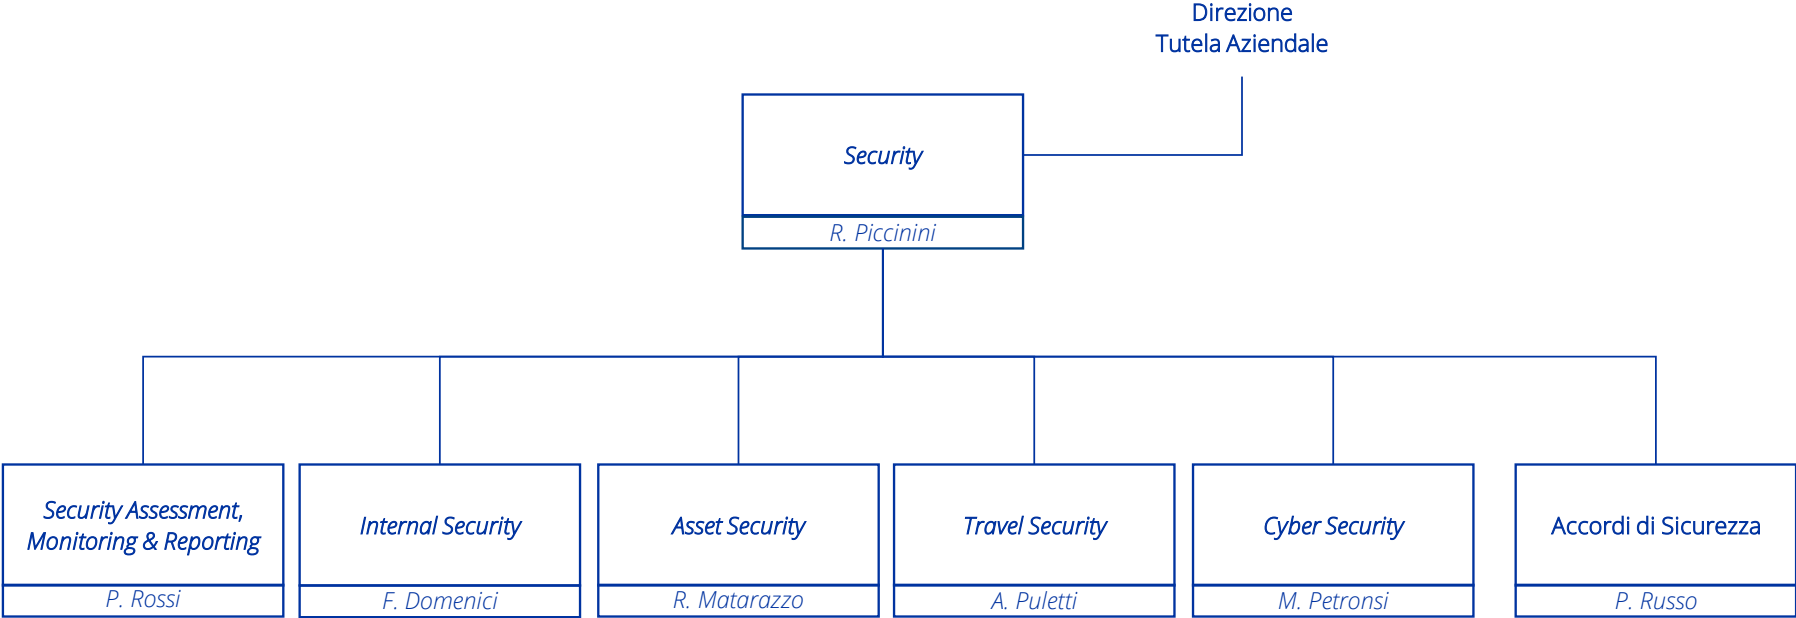 Direzione
Tutela Aziendale
Security
R. Piccinini
Security Assessment,
Monitoring & Reporting
P. Rossi
Internal Security
F. Domenici
Asset Security
R. Matarazzo
Travel Security
A. Puletti
Cyber Security
M. Petronsi
Accordi di Sicurezza
P. Russo